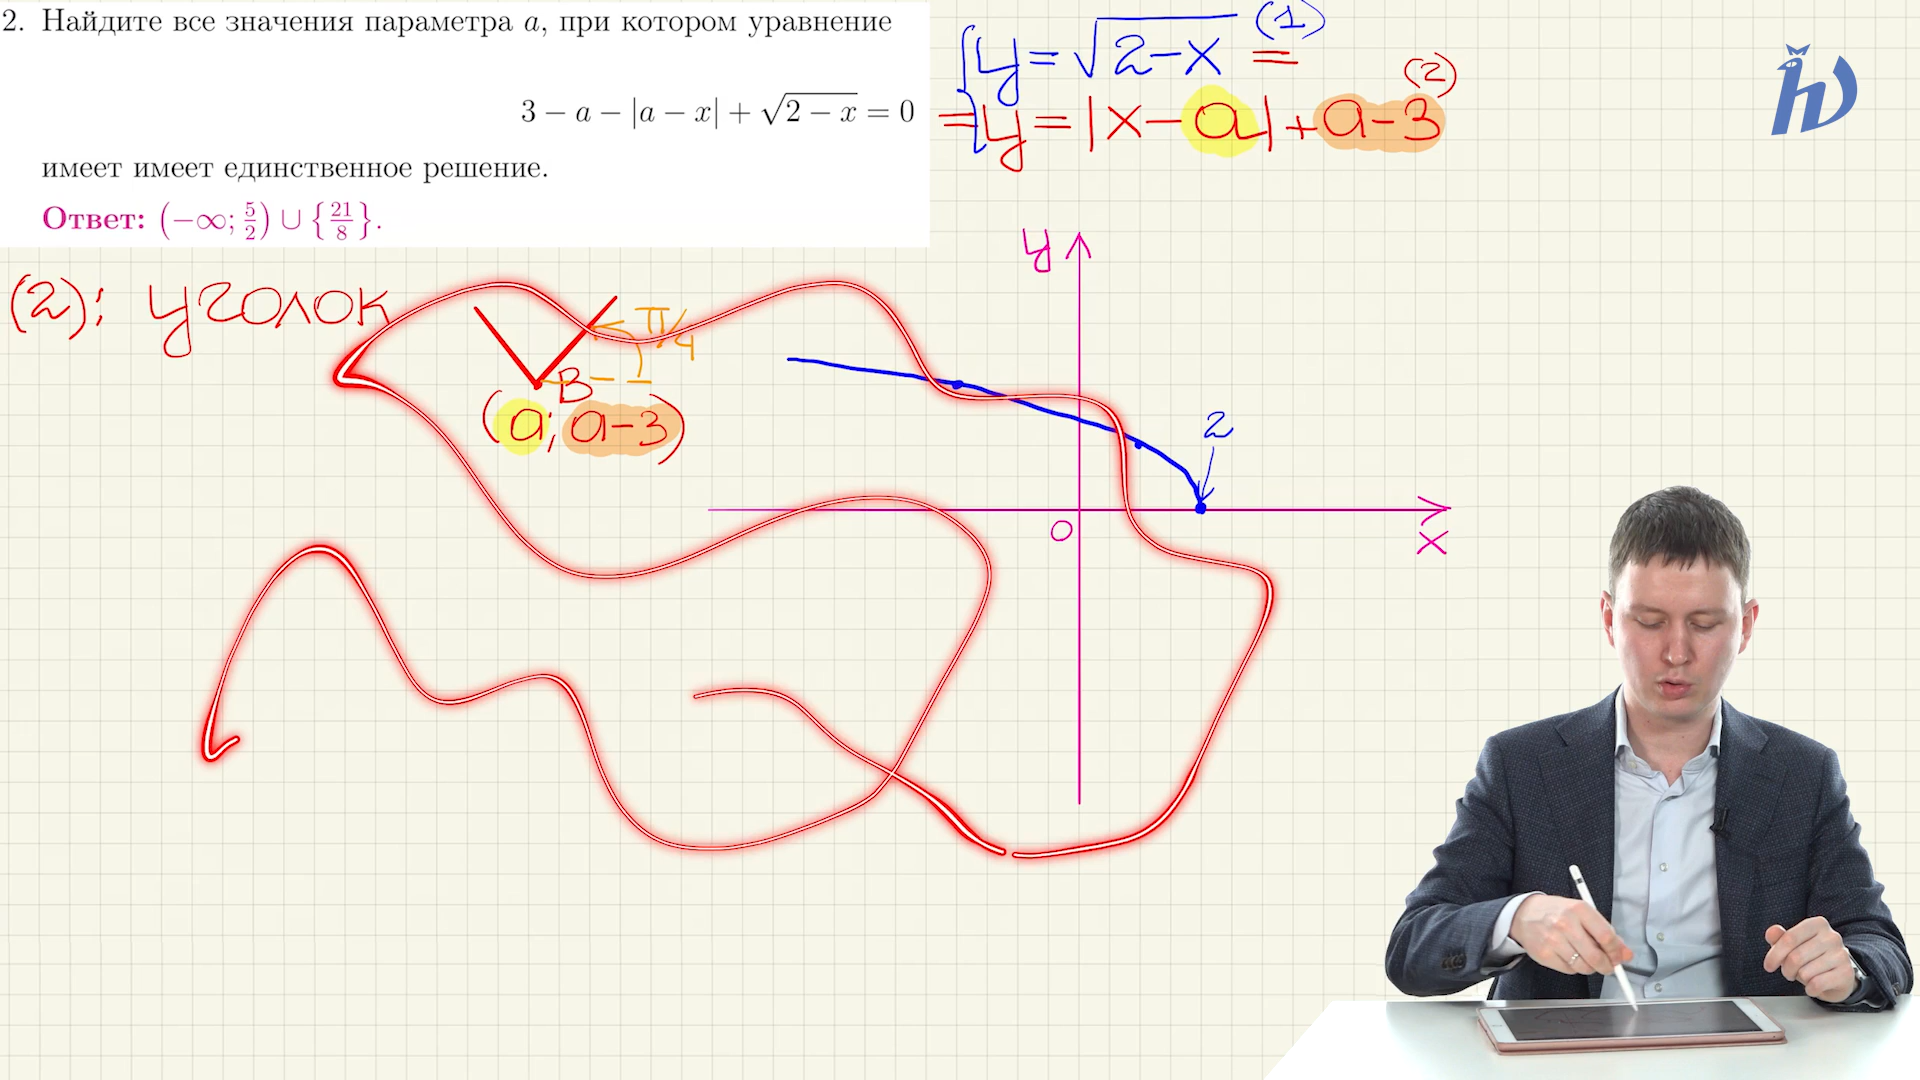 2. Найдите все значения параметра a, при котором уравнение
3 − a − |a − x| + √(2 − x) = 0
имеет имеет единственное решение.
Ответ: (−∞; 5/2) ∪ {21/8}.
y = √(2−x) = (1)
= y = |x−a| + a−3 (2)
(2): уголок
π/4
B
(a; a−3)
y
2
0
x